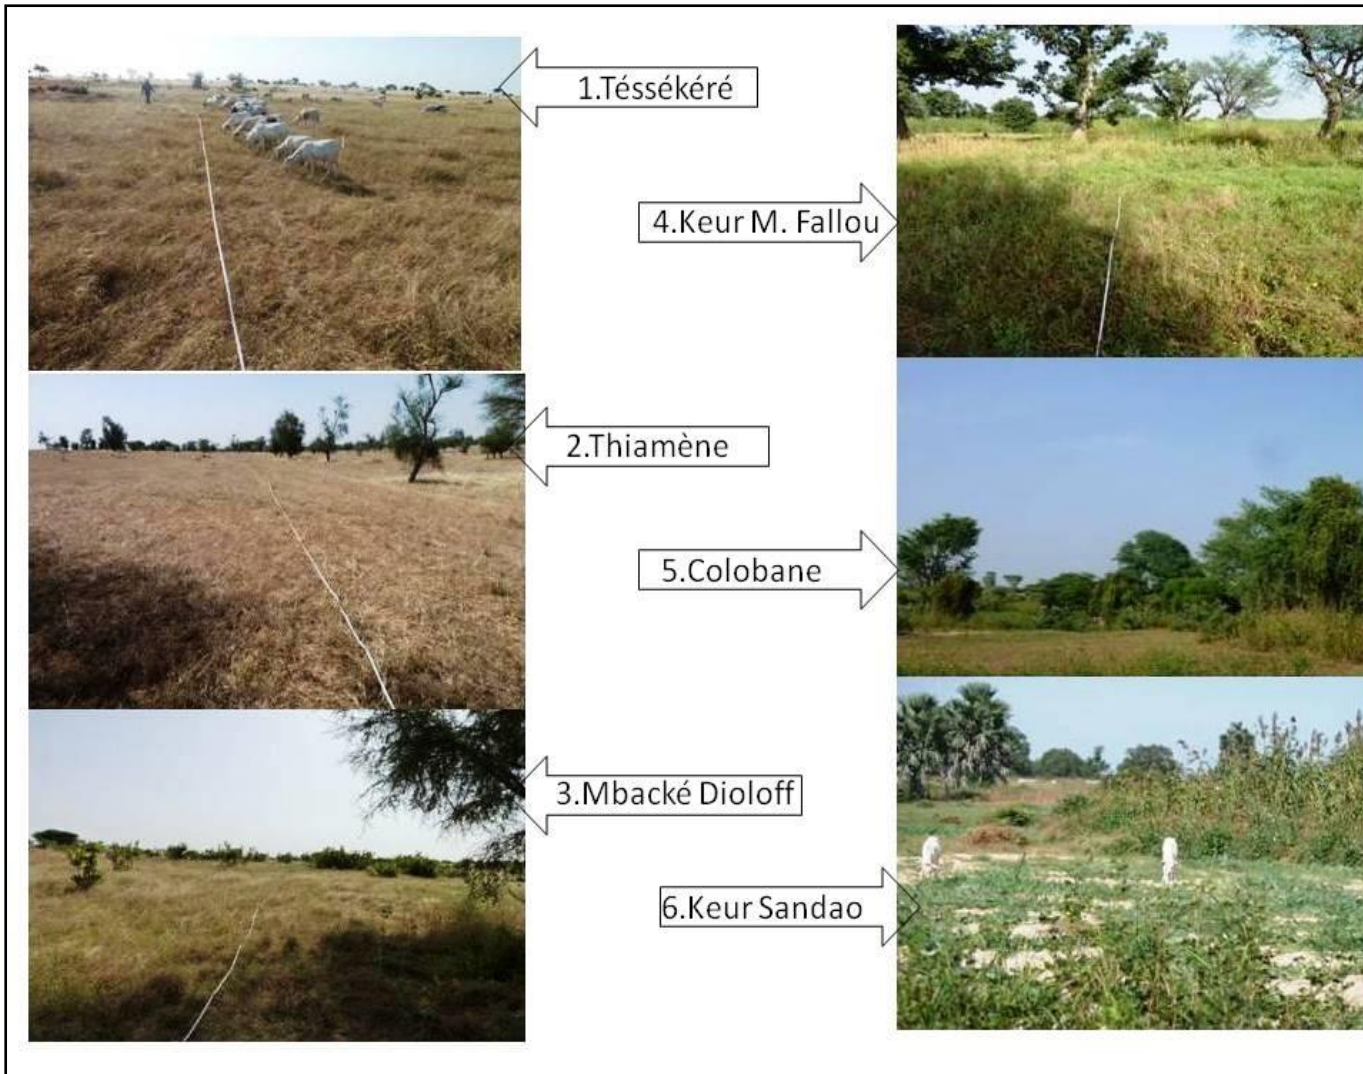 1.Téssékéré
2.Thiamène
3.Mbacké Dioloff
4.Keur M. Fallou
5.Colobane
6.Keur Sandao